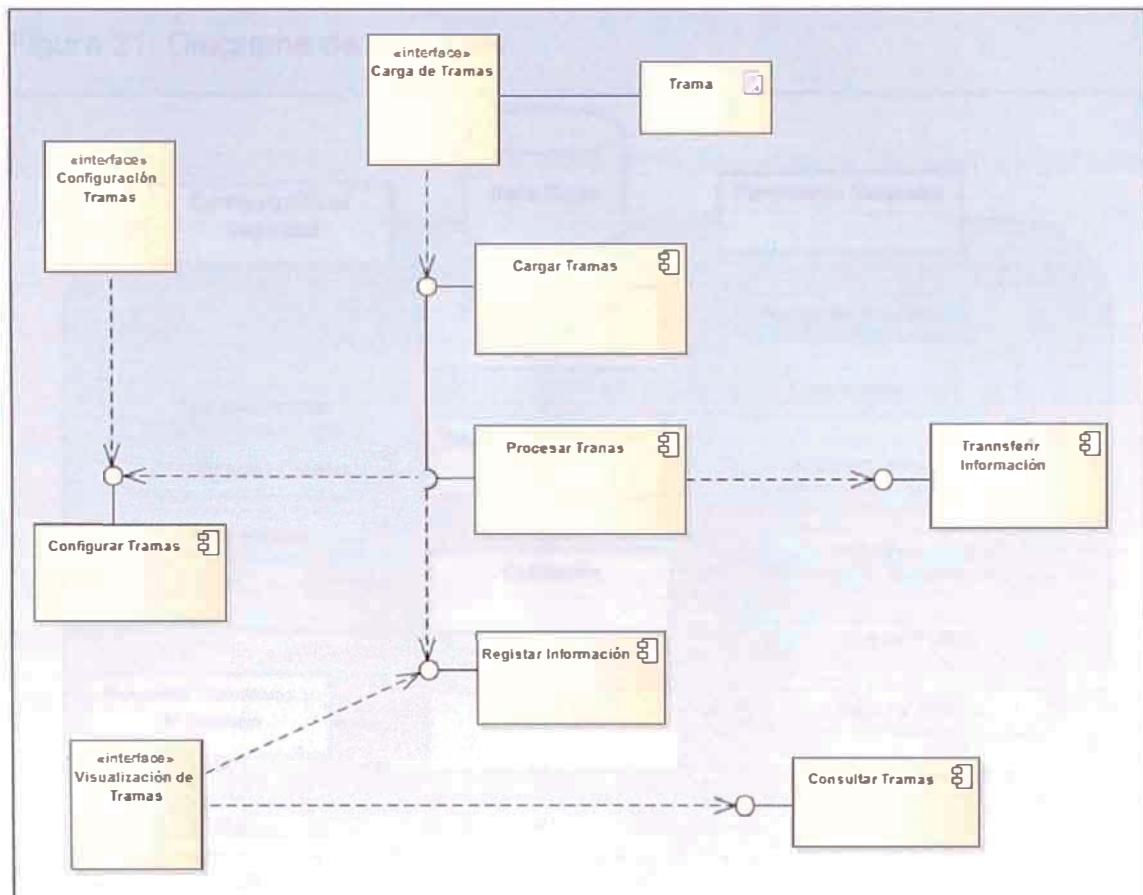 «interface»
Carga de Tramas
Trama
«interface»
Configuración
Tramas
Cargar Tramas
Procesar Tranas
Trannsferir
Información
Configurar Tramas
Registar Información
«interface»
Visualización de
Tramas
Consultar Tramas